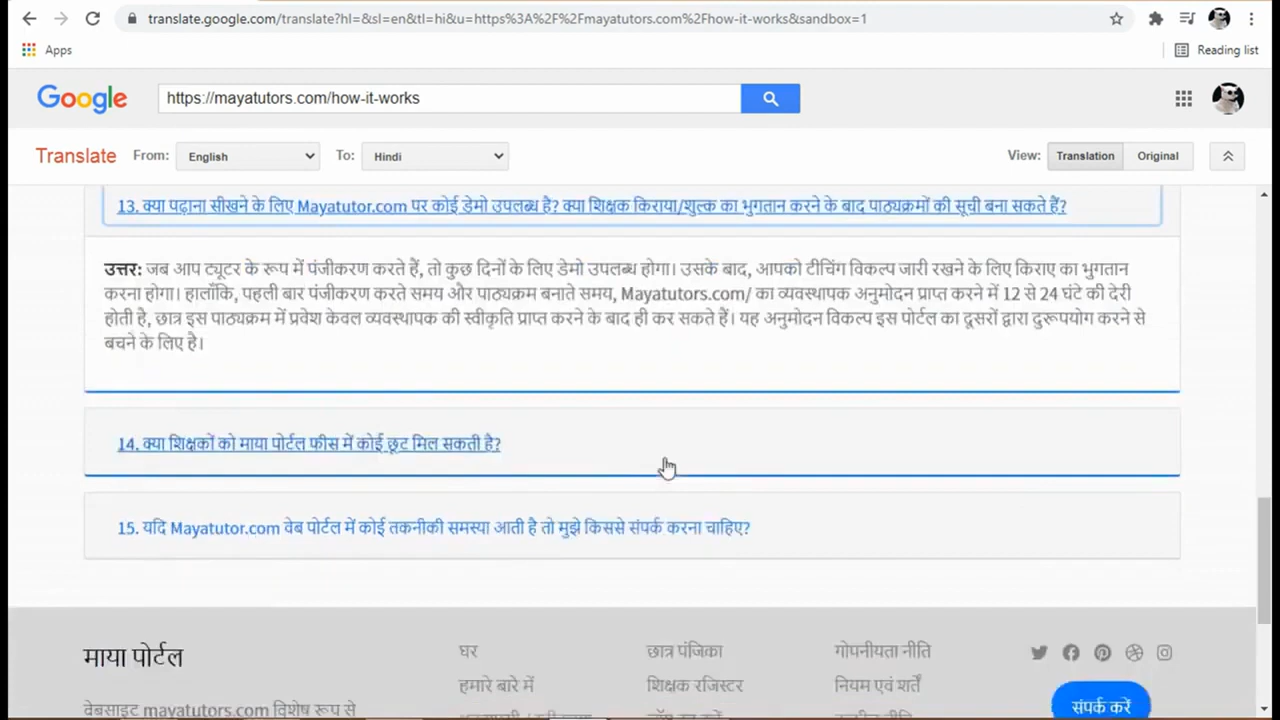 translate.google.com/translate?hl=&sl=en&tl=hi&u=https%3A%2F%2Fmayatutors.com%2Fhow-it-works&sandbox=1
Apps
Reading list
Google
https://mayatutors.com/how-it-works
Translate From: English To: Hindi View: Translation Original
13. क्या पढ़ाना सीखने के लिए Mayatutor.com पर कोई डेमो उपलब्ध है? क्या शिक्षक किराया/शुल्क का भुगतान करने के बाद पाठ्यक्रमों की सूची बना सकते हैं?
उत्तर: जब आप ट्यूटर के रूप में पंजीकरण करते हैं, तो कुछ दिनों के लिए डेमो उपलब्ध होगा। उसके बाद, आपको टीचिंग विकल्प जारी रखने के लिए किराए का भुगतान
करना होगा। हालाँकि, पहली बार पंजीकरण करते समय और पाठ्यक्रम बनाते समय, Mayatutors.com/ का व्यवस्थापक अनुमोदन प्राप्त करने में 12 से 24 घंटे की देरी
होती है, छात्र इस पाठ्यक्रम में प्रवेश केवल व्यवस्थापक की स्वीकृति प्राप्त करने के बाद ही कर सकते हैं। यह अनुमोदन विकल्प इस पोर्टल का दूसरों द्वारा दुरूपयोग करने से
बचने के लिए है।
14. क्या शिक्षकों को माया पोर्टल फीस में कोई छूट मिल सकती है?
15. यदि Mayatutor.com वेब पोर्टल में कोई तकनीकी समस्या आती है तो मुझे किससे संपर्क करना चाहिए?
माया पोर्टल घर छात्र पंजिका गोपनीयता नीति
हमारे बारे में शिक्षक रजिस्टर नियम एवं शर्तें
वेबसाइट mayatutors.com विशेष रूप से संपर्क करें